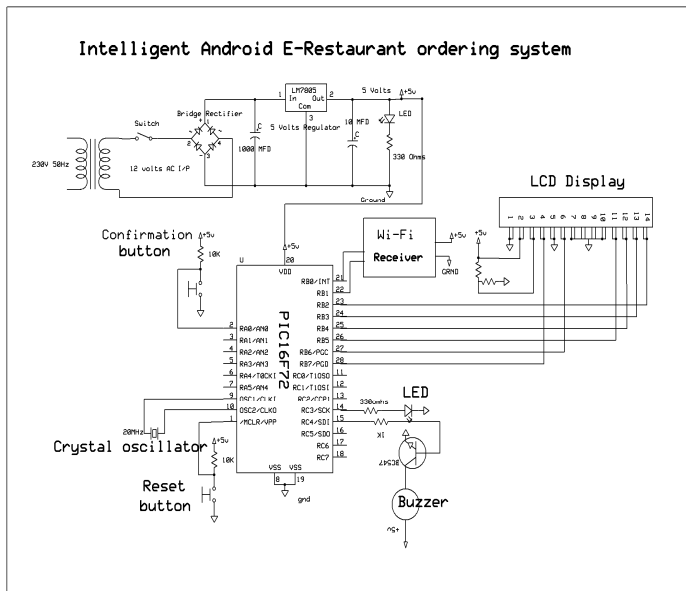 Intelligent Android E-Restaurant ordering system
LM7805
1 In Out 2
Com
3
5 Volts
+5v
LED
Bridge Rectifier
Switch
230V 50Hz
12 volts AC I/P
1
2
3
4
C
1000 MFD
5 Volts Regulator
10 MFD
C
330 Ohms
Ground
LCD Display
1 2 3 4 5 6 7 8 9 10 11 12 13 14
Wi-Fi
Receiver
+5v
GRND
+5v
Confirmation
button
+5v
10K
+5v
20
VDD
U
PIC16F72
2 RA0/AN0
3 RA1/AN1
4 RA2/AN2
5 RA3/AN3
6 RA4/T0CKI
7 RA5/AN4
9 OSC1/CLKI
10 OSC2/CLKO
1 /MCLR/VPP
RB0/INT 21
RB1 22
RB2 23
RB3 24
RB4 25
RB5 26
RB6/PGC 27
RB7/PGD 28
RC0/T1OSO 11
RC1/T1OSI 12
RC2/CCP1 13
RC3/SCK 14
RC4/SDI 15
RC5/SDO 16
RC6 17
RC7 18
VSS VSS
8 19
gnd
20MHz
Crystal oscillator
+5v
10K
Reset
button
330omhs
LED
1K
BC547
Buzzer
+5v